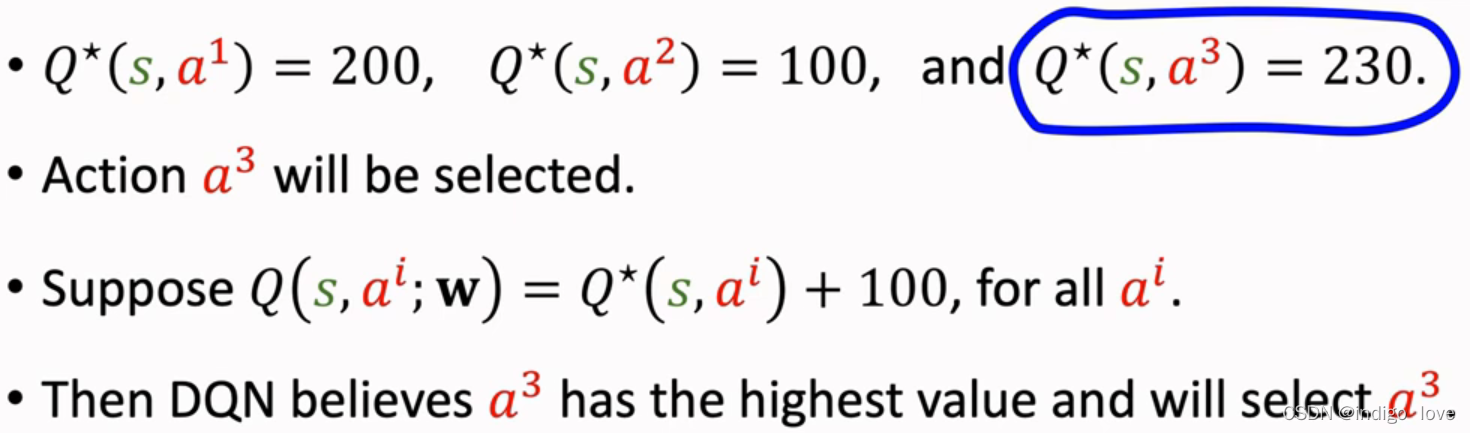 • Q*(s, a¹) = 200, Q*(s, a²) = 100, and Q*(s, a³) = 230.
• Action a³ will be selected.
• Suppose Q(s, aⁱ; w) = Q*(s, aⁱ) + 100, for all aⁱ.
• Then DQN believes a³ has the highest value and will select a³.
CSDN @indigo_love